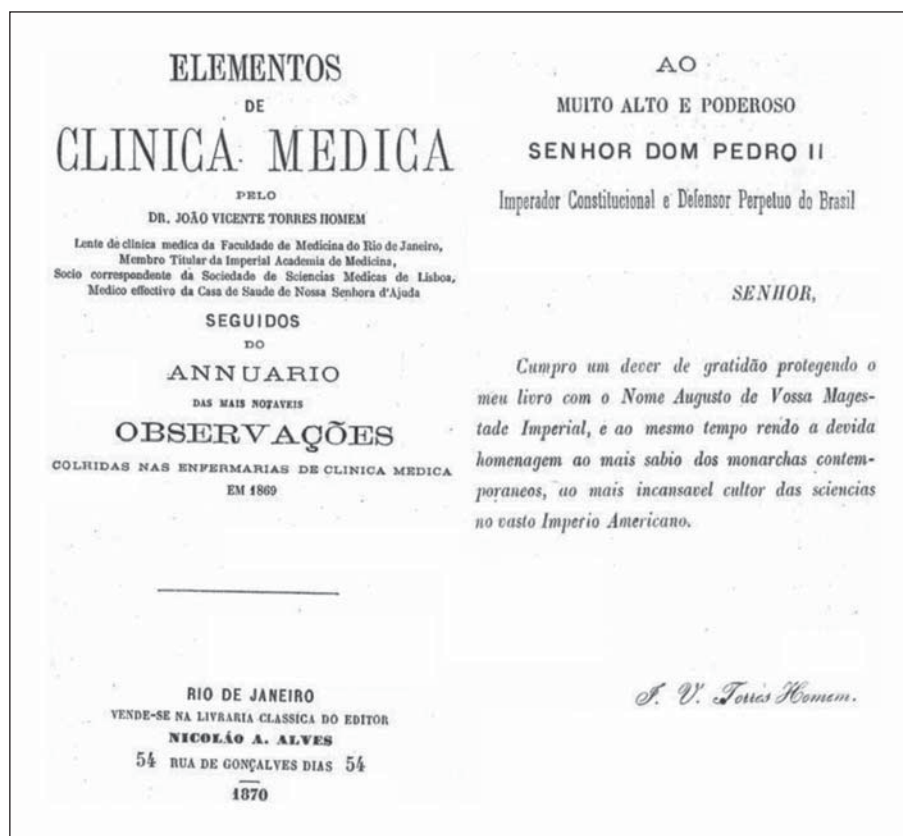 ELEMENTOS
DE
CLINICA MEDICA
PELO
DR. JOÃO VICENTE TORRES HOMEM
Lente de clinica medica da Faculdade de Medicina do Rio de Janeiro,
Membro Titular da Imperial Academia de Medicina,
Socio correspondente da Sociedade de Sciencias Medicas de Lisboa,
Medico effectivo da Casa de Saude de Nossa Senhora d'Ajuda
SEGUIDOS
DO
ANNUARIO
DAS MAIS NOTAVEIS
OBSERVAÇÕES
COLHIDAS NAS ENFERMARIAS DE CLINICA MEDICA
EM 1869
RIO DE JANEIRO
VENDE-SE NA LIVRARIA CLASSICA DO EDITOR
NICOLÁO A. ALVES
54 RUA DE GONÇALVES DIAS 54
1870
AO
MUITO ALTO E PODEROSO
SENHOR DOM PEDRO II
Imperador Constitucional e Defensor Perpetuo do Brasil
SENHOR,
Cumpro um dever de gratidão protegendo o
meu livro com o Nome Augusto de Vossa Mages-
tade Imperial, e ao mesmo tempo rendo a devida
homenagem ao mais sabio dos monarchas contem-
poraneos, ao mais incansavel cultor das sciencias
no vasto Imperio Americano.
J. V. Torres Homem.